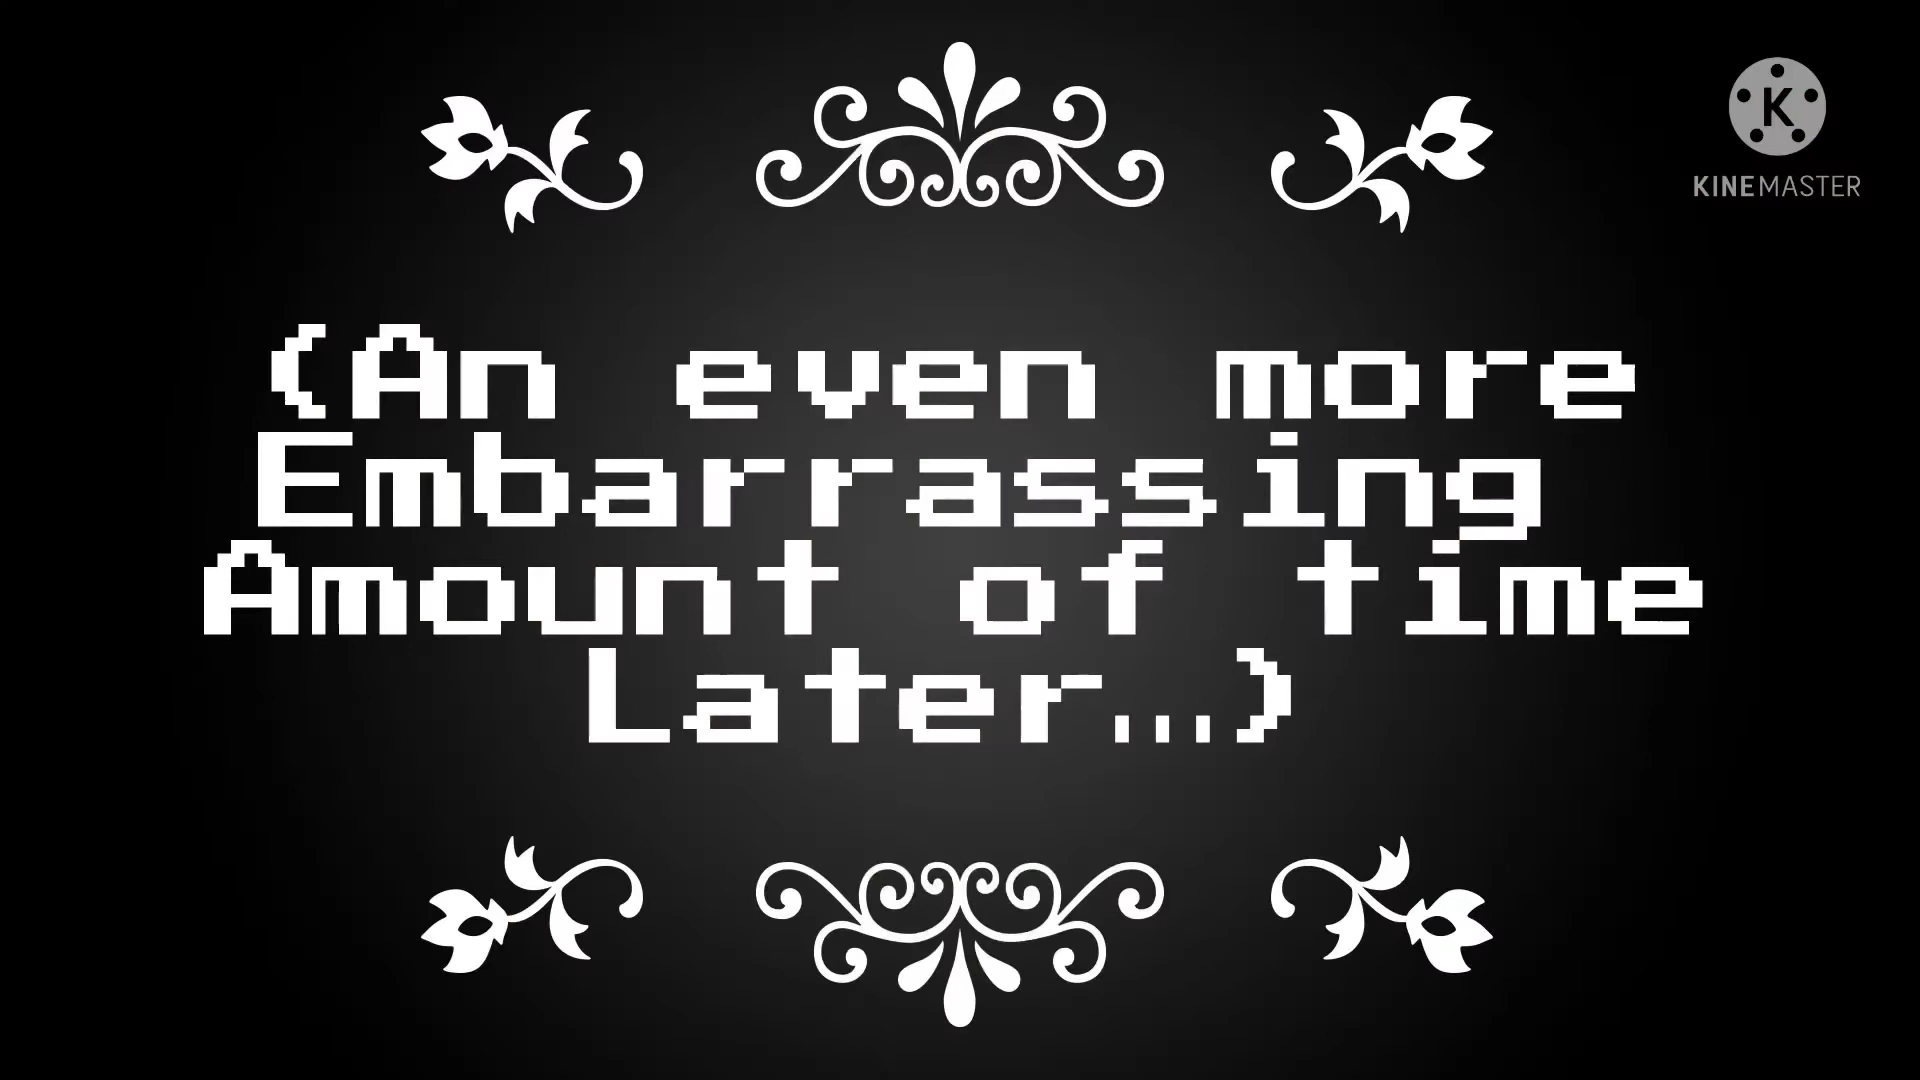 K
KINEMASTER
(An even more
Embarrassing
Amount of time
Later...)